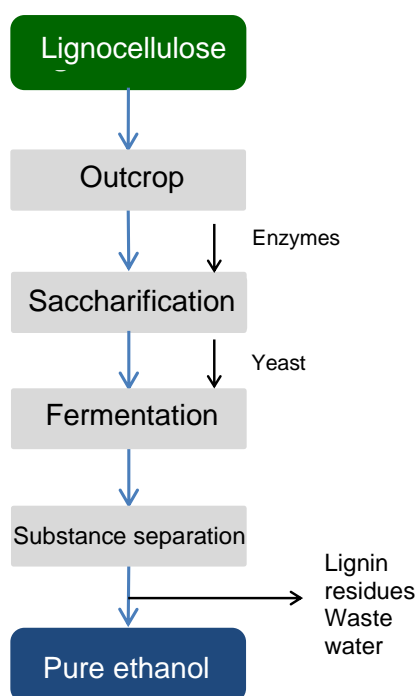 Lignocellulose
Outcrop
Enzymes
Saccharification
Yeast
Fermentation
Substance separation
Lignin
residues
Waste
water
Pure ethanol